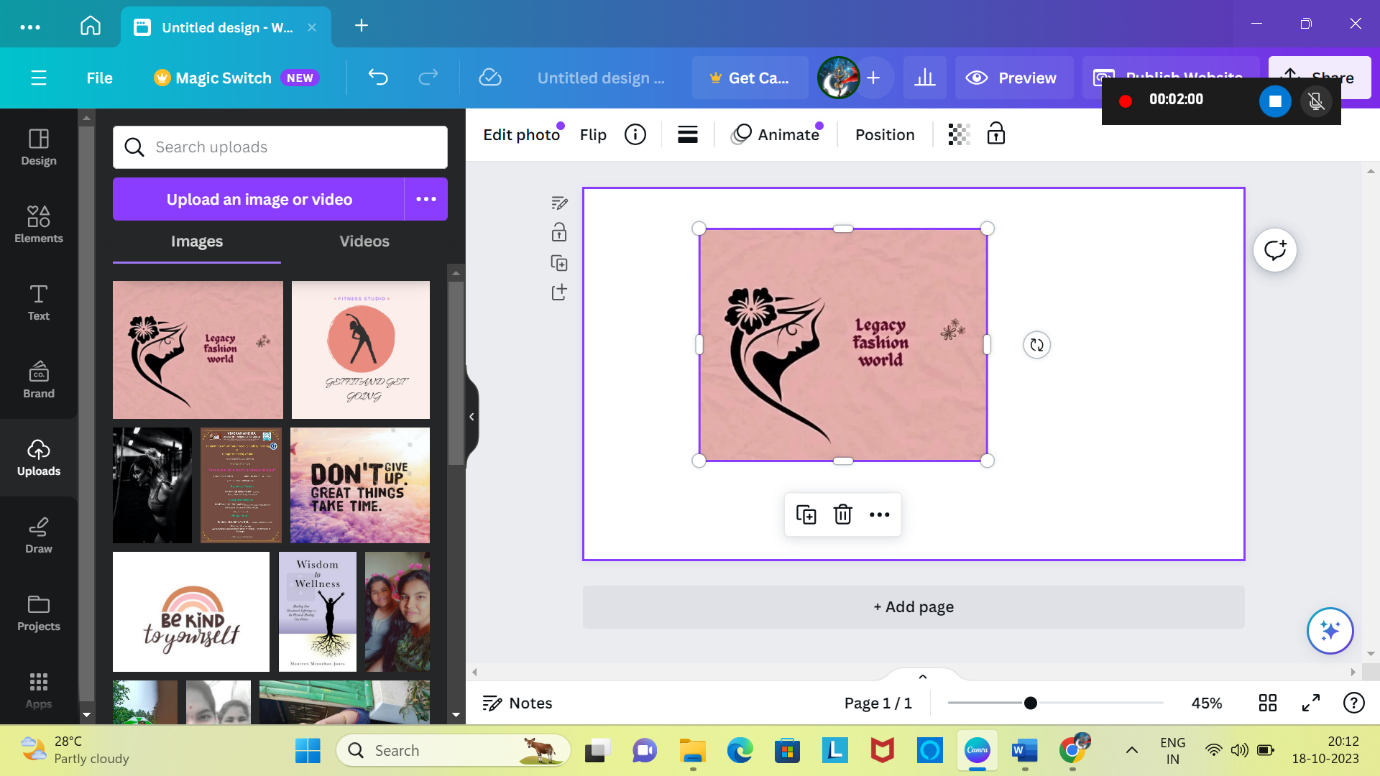 Untitled design - W...
File
Magic Switch NEW
Untitled design ...
Get Ca...
Preview
Publish Website
Share
00:02:00
Design
Elements
Text
CO.
Brand
Uploads
Draw
Projects
Apps
Search uploads
Upload an image or video
Images
Videos
Legacy
fashion
world
• FITNESS STUDIO •
GET FIT AND GET
GOING
DON'T GIVE
UP.
GREAT THINGS
TAKE TIME.
BE KIND
to yourself
Wisdom
to
Wellness
Edit photo
Flip
Animate
Position
Legacy
fashion
world
+ Add page
Notes
Page 1 / 1
45%
28°C
Partly cloudy
Search
L
Canva
W
ENG
IN
20:12
18-10-2023